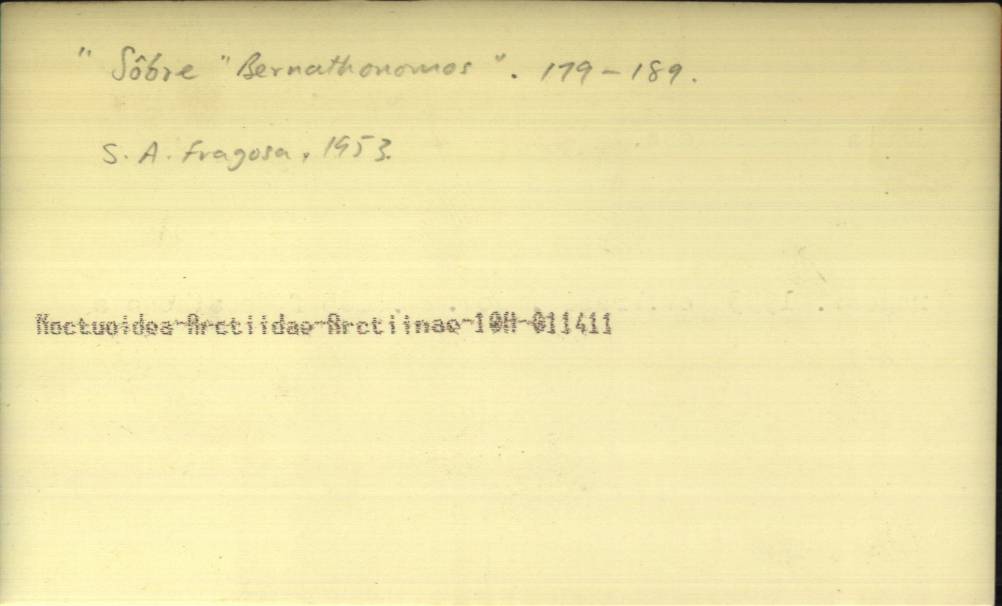 " Sôbre "Bernathonomos". 179-189.
S. A. Fragosa, 1953.
Noctuoidea-Arctiidae-Arctiinae-10H-011411